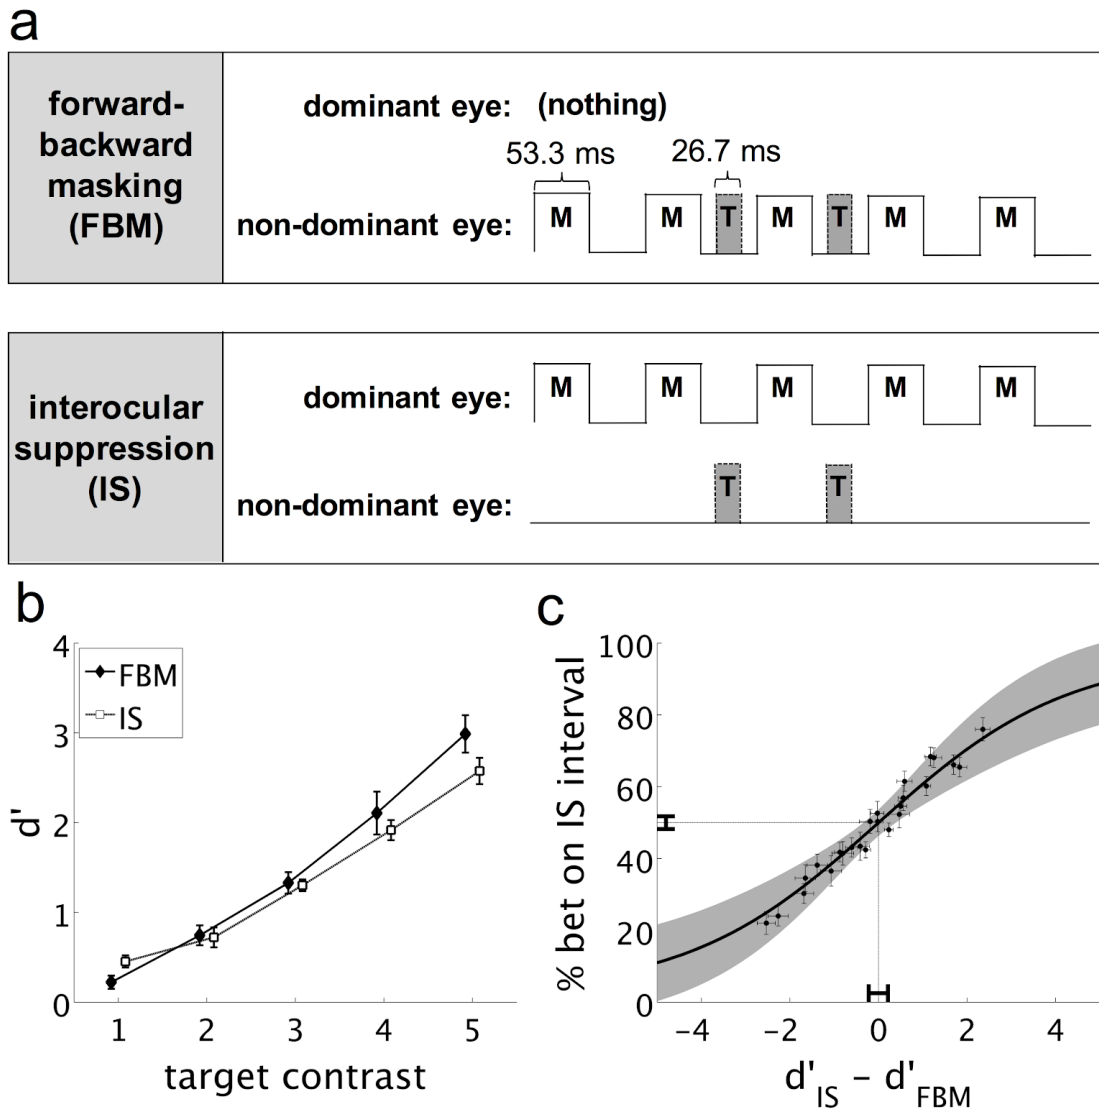 a
forward-
backward
masking
(FBM)
dominant eye: (nothing)
53.3 ms 26.7 ms
non-dominant eye: M M T M T M M
interocular
suppression
(IS)
dominant eye: M M M M M
non-dominant eye: T T
b
4
3
2
1
0
d'
FBM
IS
1 2 3 4 5
target contrast
c
100
80
60
40
20
0
% bet on IS interval
−4 −2 0 2 4
d'IS − d'FBM